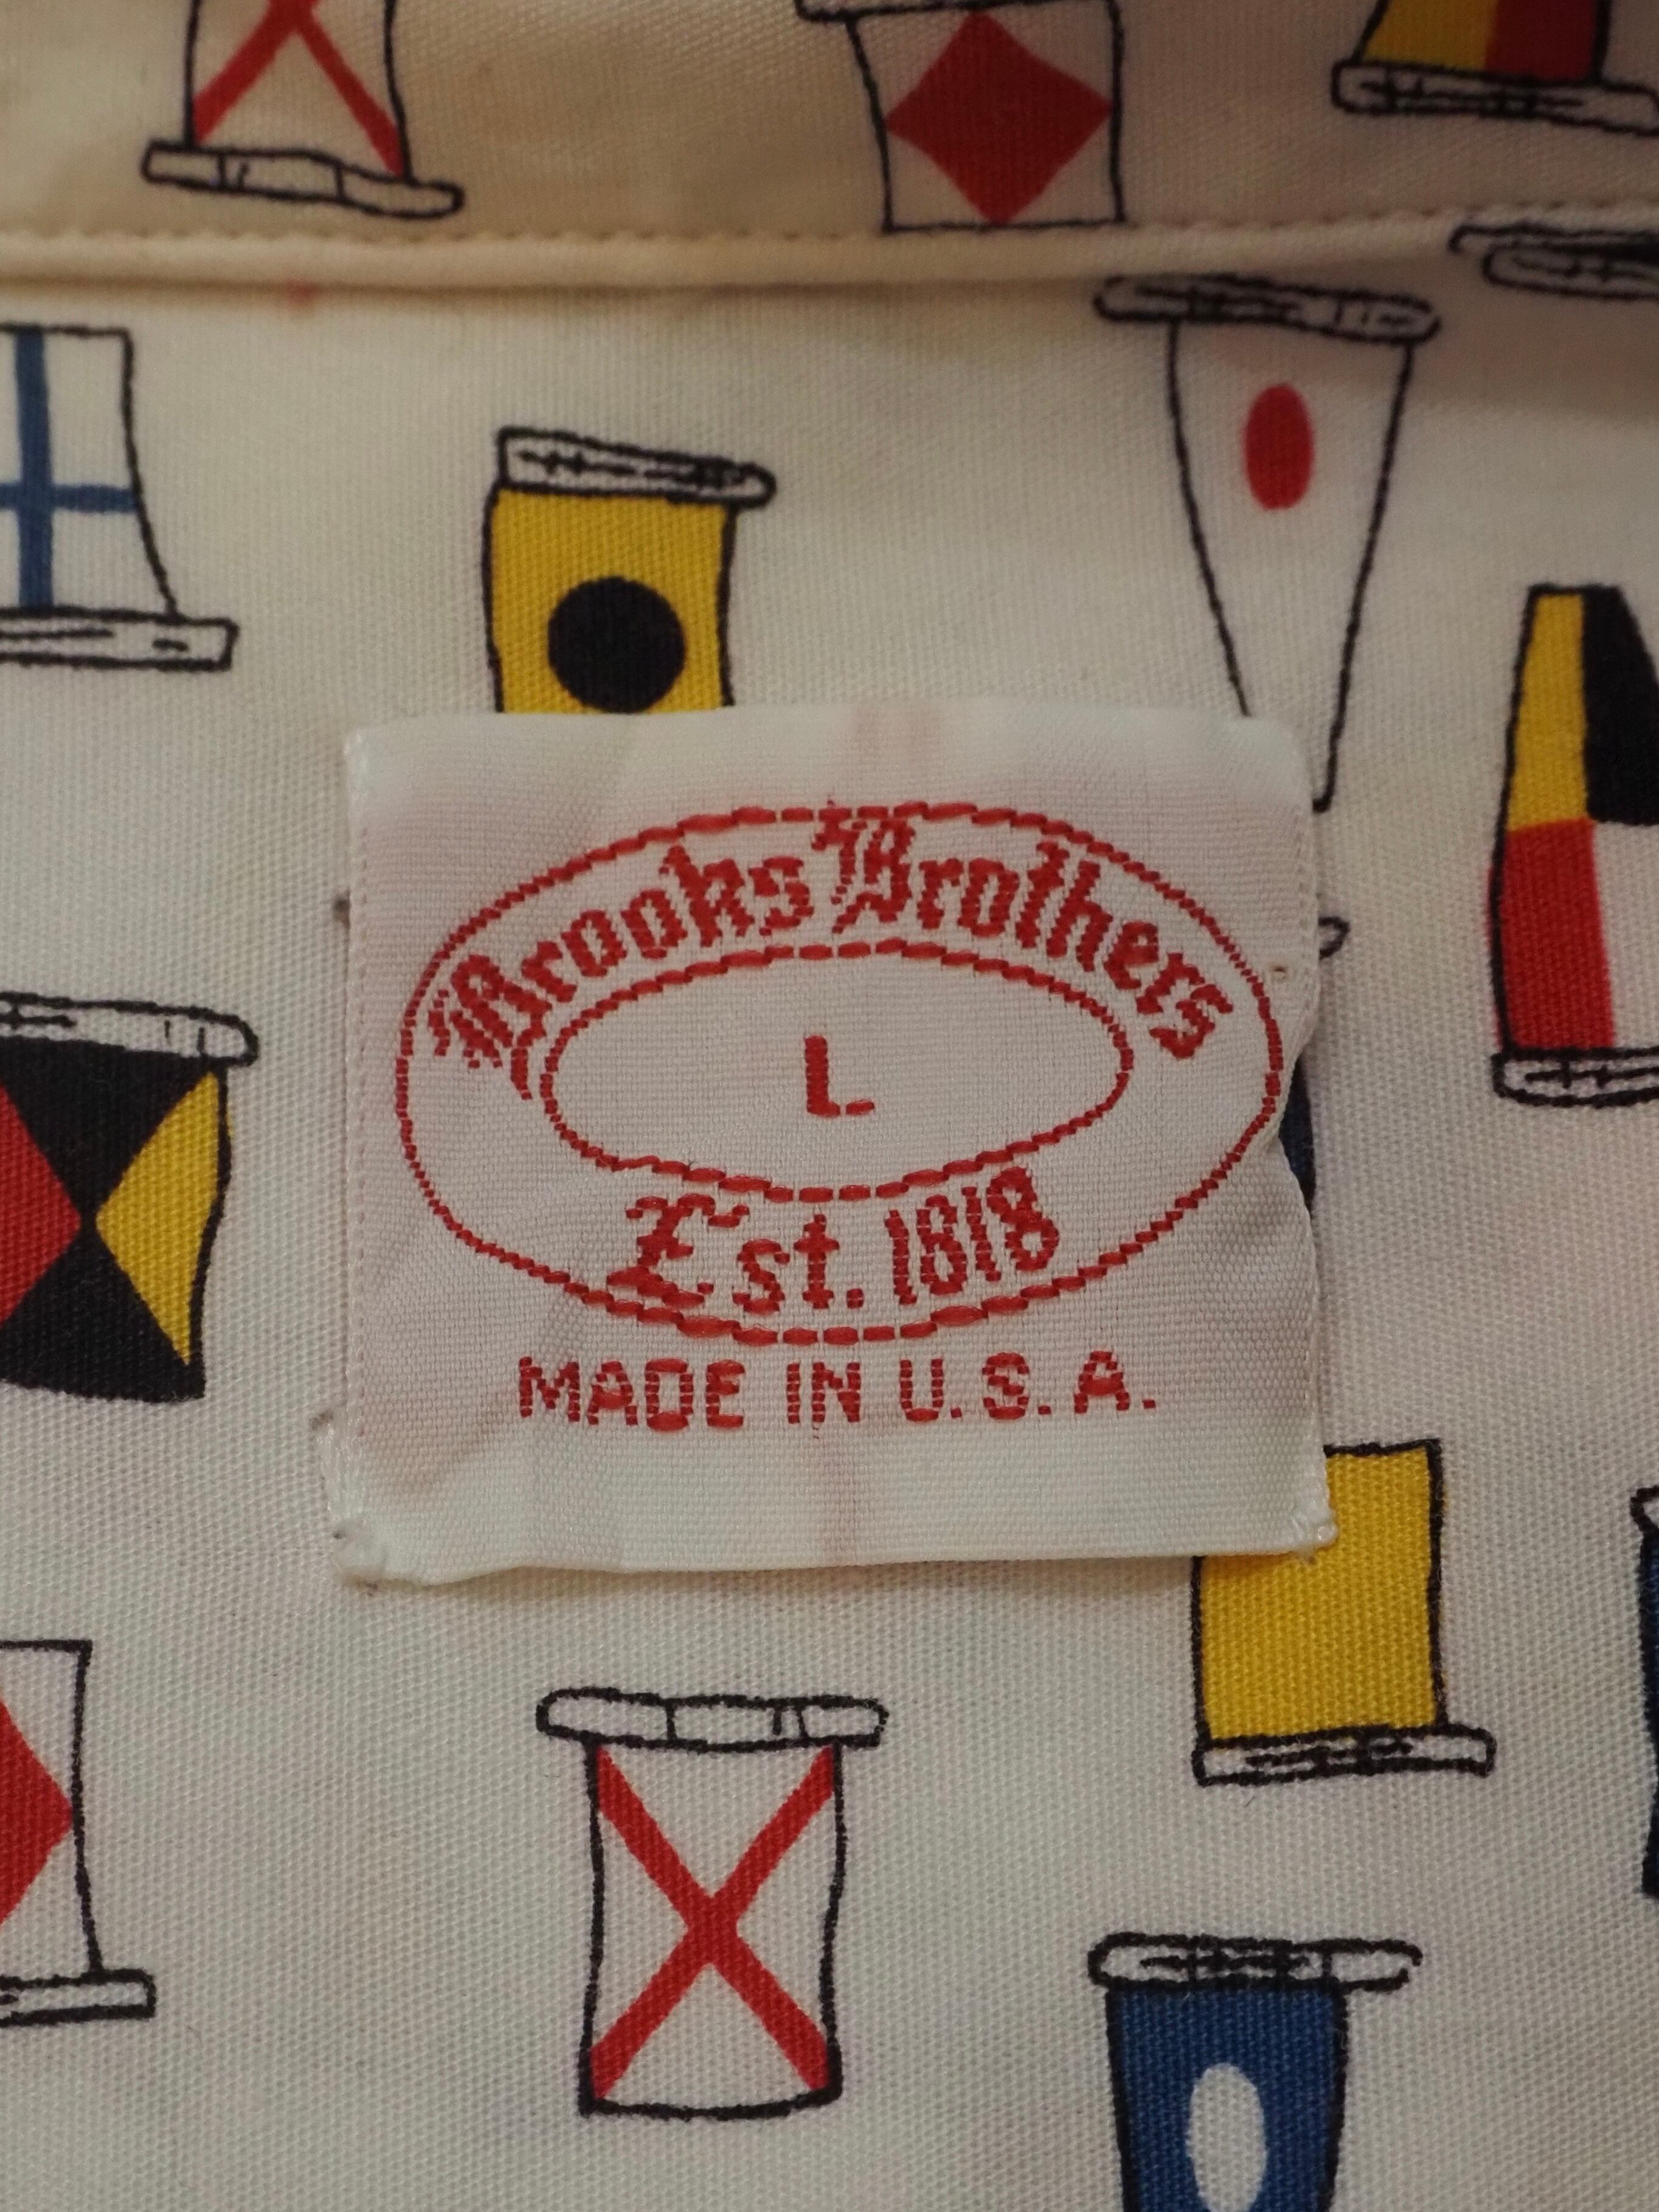 Brooks Brothers
L
Est. 1818
MADE IN U.S.A.